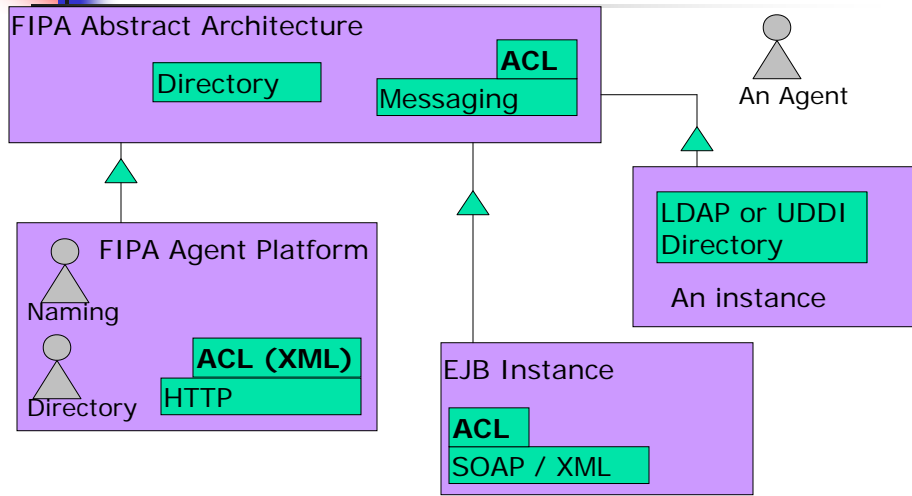 FIPA Abstract Architecture
Directory
ACL
Messaging
An Agent
LDAP or UDDI
Directory
An instance
FIPA Agent Platform
Naming
Directory
ACL (XML)
HTTP
EJB Instance
ACL
SOAP / XML